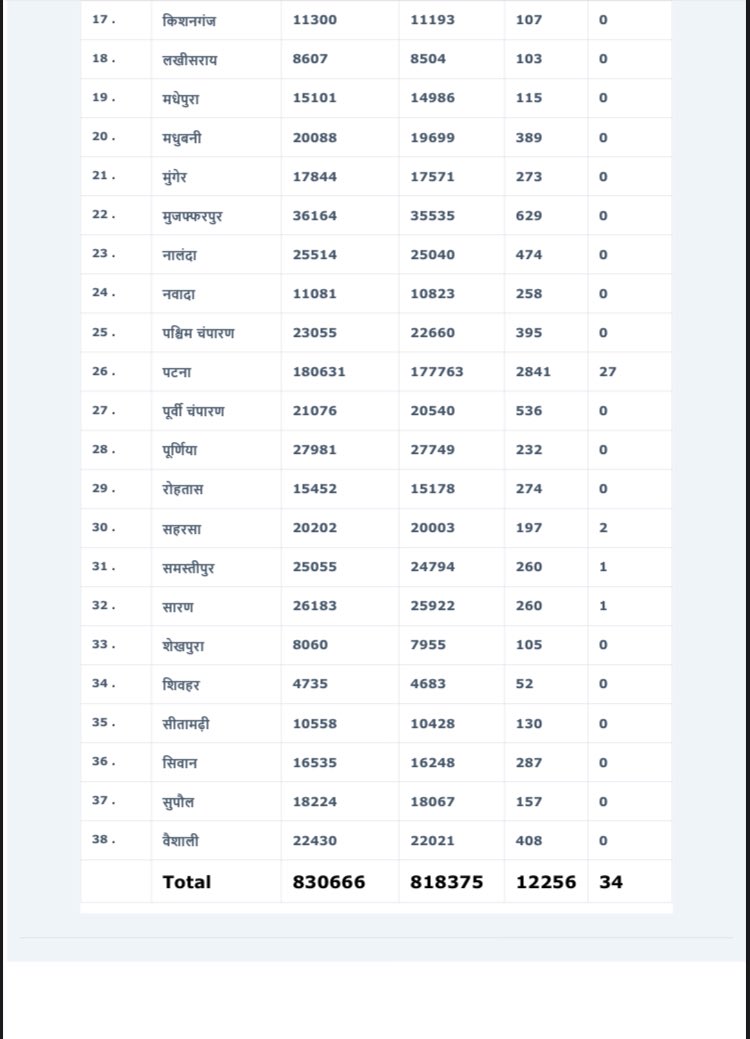 17. किशनगंज 11300 11193 107 0
18. लखीसराय 8607 8504 103 0
19. मधेपुरा 15101 14986 115 0
20. मधुबनी 20088 19699 389 0
21. मुंगेर 17844 17571 273 0
22. मुजफ्फरपुर 36164 35535 629 0
23. नालंदा 25514 25040 474 0
24. नवादा 11081 10823 258 0
25. पश्चिम चंपारण 23055 22660 395 0
26. पटना 180631 177763 2841 27
27. पूर्वी चंपारण 21076 20540 536 0
28. पूर्णिया 27981 27749 232 0
29. रोहतास 15452 15178 274 0
30. सहरसा 20202 20003 197 2
31. समस्तीपुर 25055 24794 260 1
32. सारण 26183 25922 260 1
33. शेखपुरा 8060 7955 105 0
34. शिवहर 4735 4683 52 0
35. सीतामढ़ी 10558 10428 130 0
36. सिवान 16535 16248 287 0
37. सुपौल 18224 18067 157 0
38. वैशाली 22430 22021 408 0
Total 830666 818375 12256 34